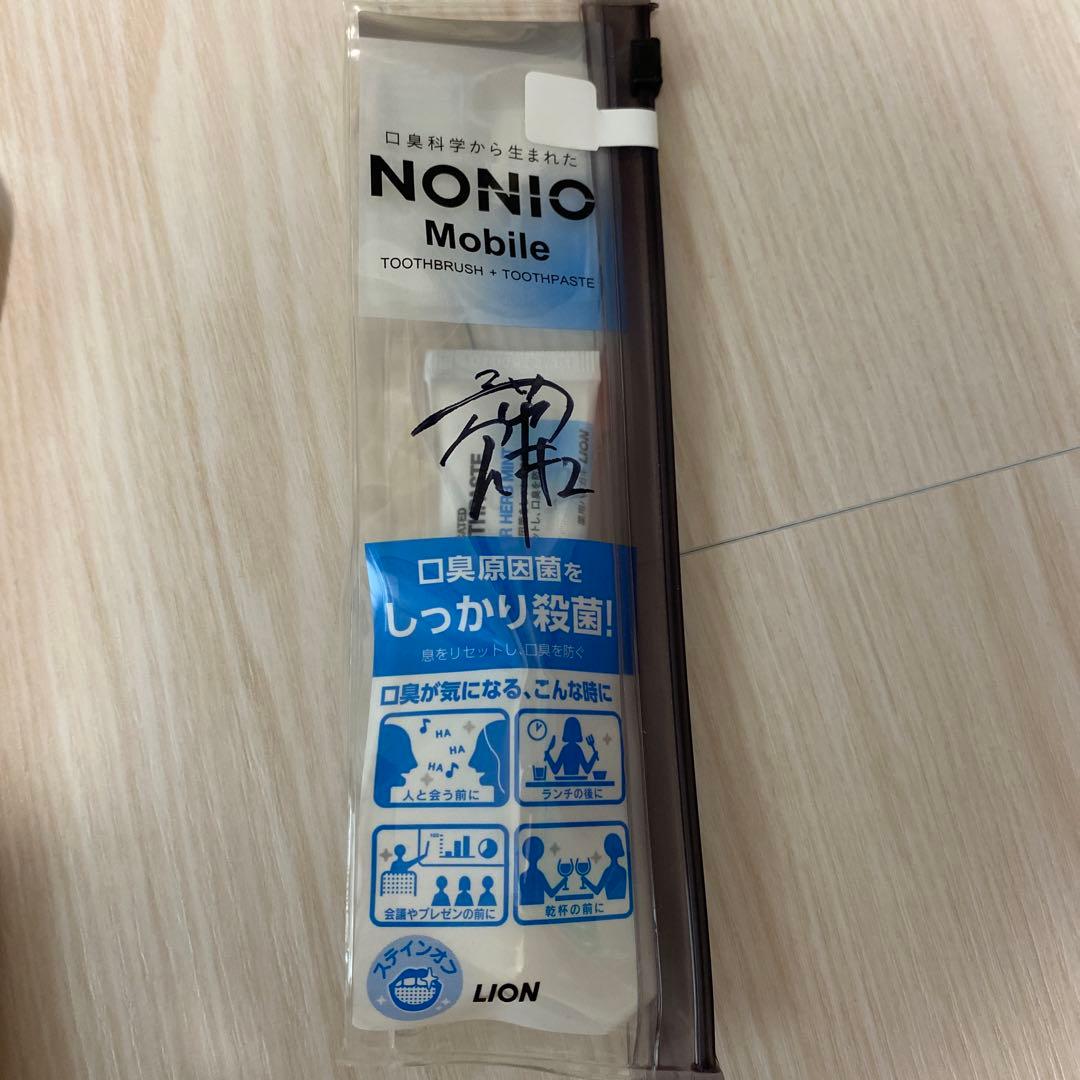 口臭科学から生まれた
NONIO
Mobile
TOOTHBRUSH + TOOTHPASTE
HERB MINT
LION
口臭原因菌を
しっかり殺菌!
息をリセットし、口臭を防ぐ
口臭が気になる、こんな時に
HA
HA
HA
人と会う前に
ランチの後に
100
会議やプレゼンの前に
乾杯の前に
ステインオフ
LION